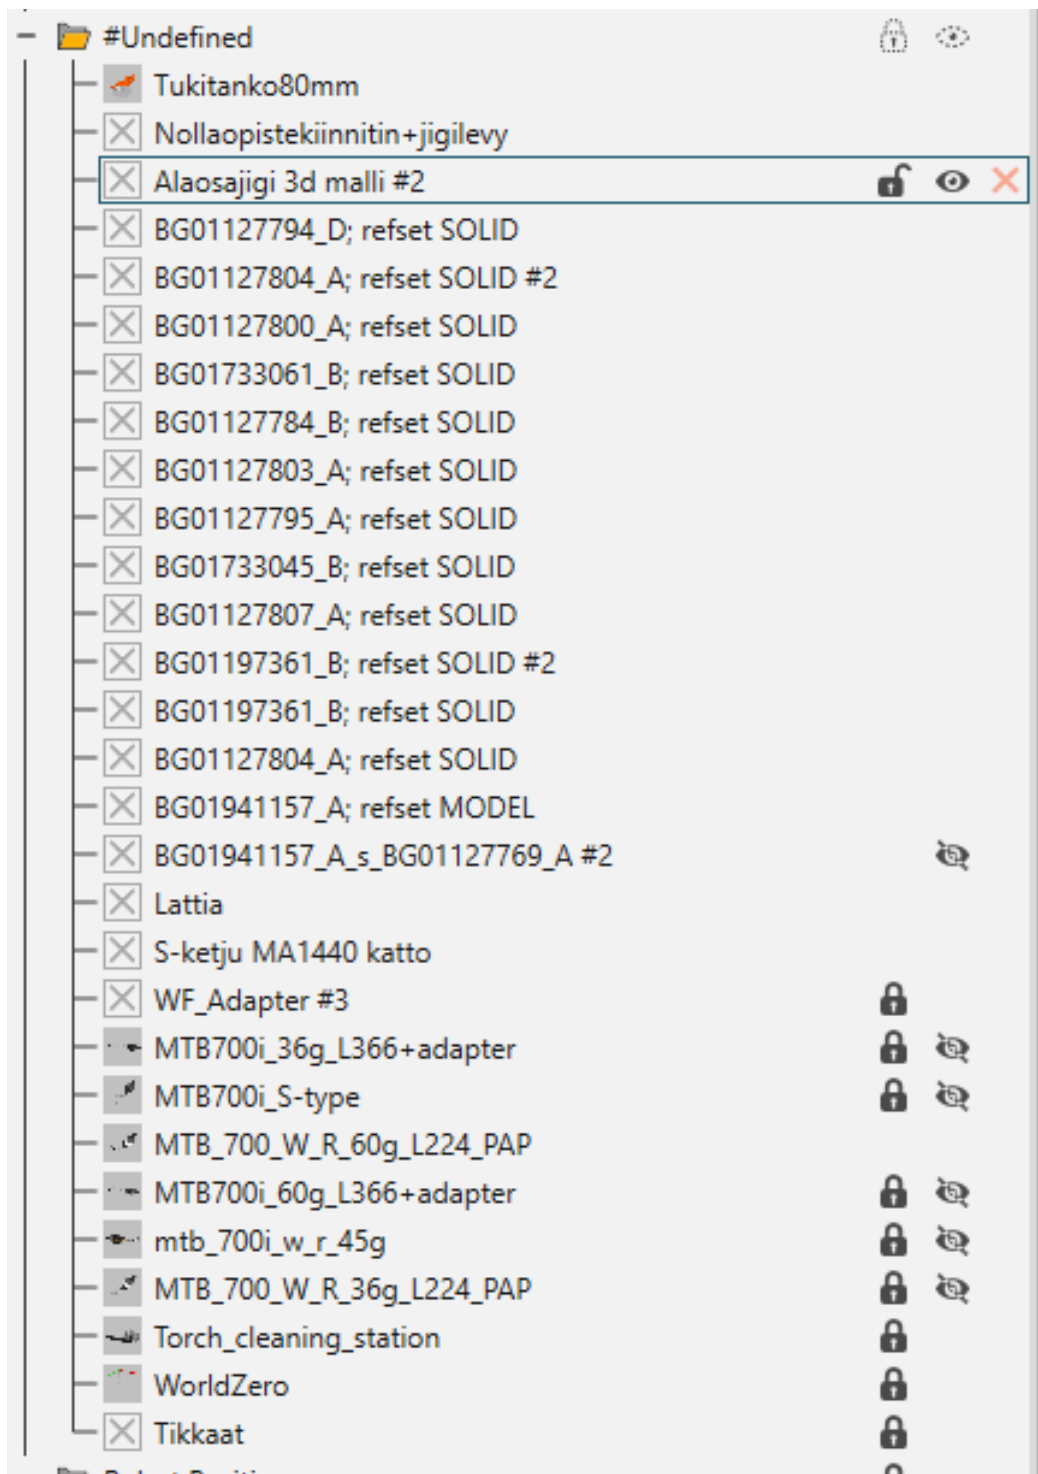 #Undefined
Tukitanko80mm
Nollaopistekiinnitin+jigilevy
Alaosajigi 3d malli #2
BG01127794_D; refset SOLID
BG01127804_A; refset SOLID #2
BG01127800_A; refset SOLID
BG01733061_B; refset SOLID
BG01127784_B; refset SOLID
BG01127803_A; refset SOLID
BG01127795_A; refset SOLID
BG01733045_B; refset SOLID
BG01127807_A; refset SOLID
BG01197361_B; refset SOLID #2
BG01197361_B; refset SOLID
BG01127804_A; refset SOLID
BG01941157_A; refset MODEL
BG01941157_A_s_BG01127769_A #2
Lattia
S-ketju MA1440 katto
WF_Adapter #3
MTB700i_36g_L366+adapter
MTB700i_S-type
MTB_700_W_R_60g_L224_PAP
MTB700i_60g_L366+adapter
mtb_700i_w_r_45g
MTB_700_W_R_36g_L224_PAP
Torch_cleaning_station
WorldZero
Tikkaat